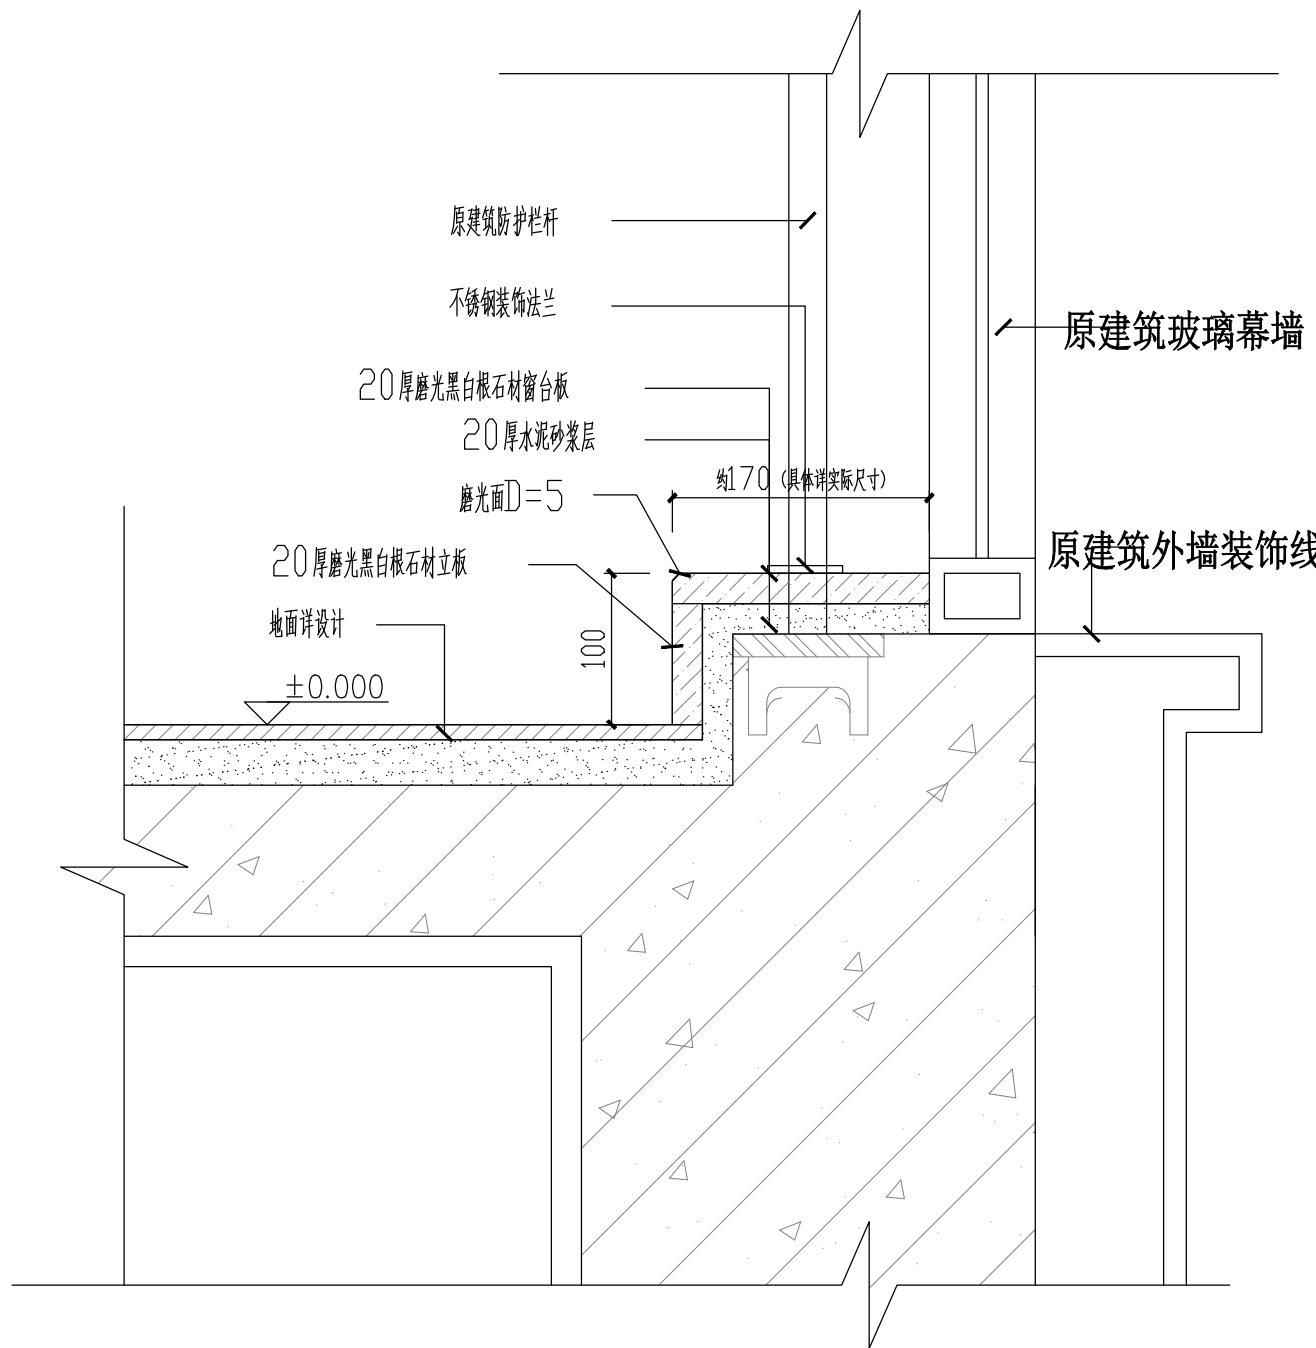 原建筑防护栏杆
不锈钢装饰法兰
原建筑玻璃幕墙
20厚磨光黑白根石材窗台板
20厚水泥砂浆层
约170（具体详实际尺寸）
磨光面D=5
原建筑外墙装饰线
20厚磨光黑白根石材立板
地面详设计
100
±0.000